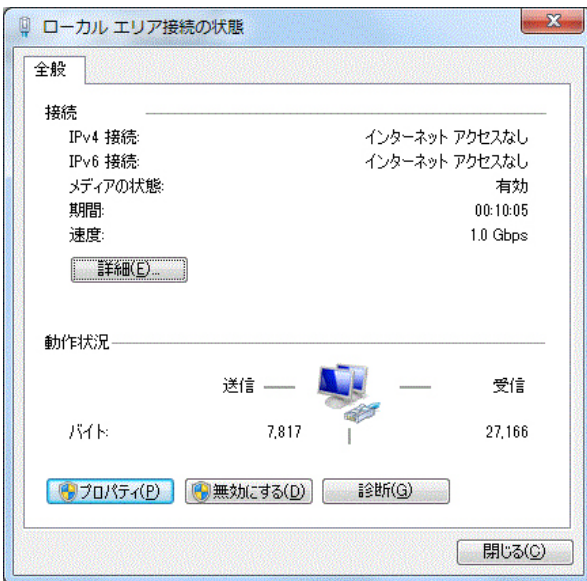 ローカル エリア接続の状態
全般
接続
IPv4 接続: インターネット アクセスなし
IPv6 接続: インターネット アクセスなし
メディアの状態: 有効
期間: 00:10:05
速度: 1.0 Gbps
詳細(E)...
動作状況
送信 受信
バイト: 7,817 27,166
プロパティ(P) 無効にする(D) 診断(G)
閉じる(C)